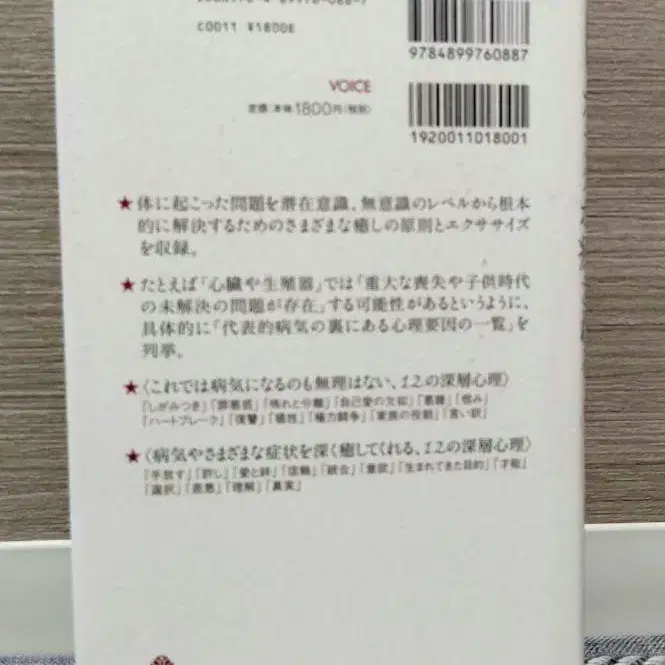 C0011 ¥1800E
9784899760887
VOICE
定価:本体1800円(税別)
1920011018001
★体に起こった問題を潜在意識、無意識のレベルから根本
的に解決するためのさまざまな癒しの原則とエクササイズ
を収録。
★たとえば「心臓や生殖器」では「重大な喪失や子供時代
の未解決の問題が存在」する可能性があるというように、
具体的に「代表的病気の裏にある心理要因の一覧」を
列挙。
★〈これでは病気になるのも無理はない、12の深層心理〉
「しがみつき」「罪悪感」「怖れと分離」「自己愛の欠如」「葛藤」「恨み」
「ハートブレーク」「復讐」「犠牲」「権力闘争」「家族の役割」「言い訳」
★〈病気やさまざまな症状を深く癒してくれる、12の深層心理〉
「手放す」「許し」「愛と絆」「信頼」「統合」「意欲」「生まれてきた目的」「才能」
「選択」「恩恵」「理解」「真実」